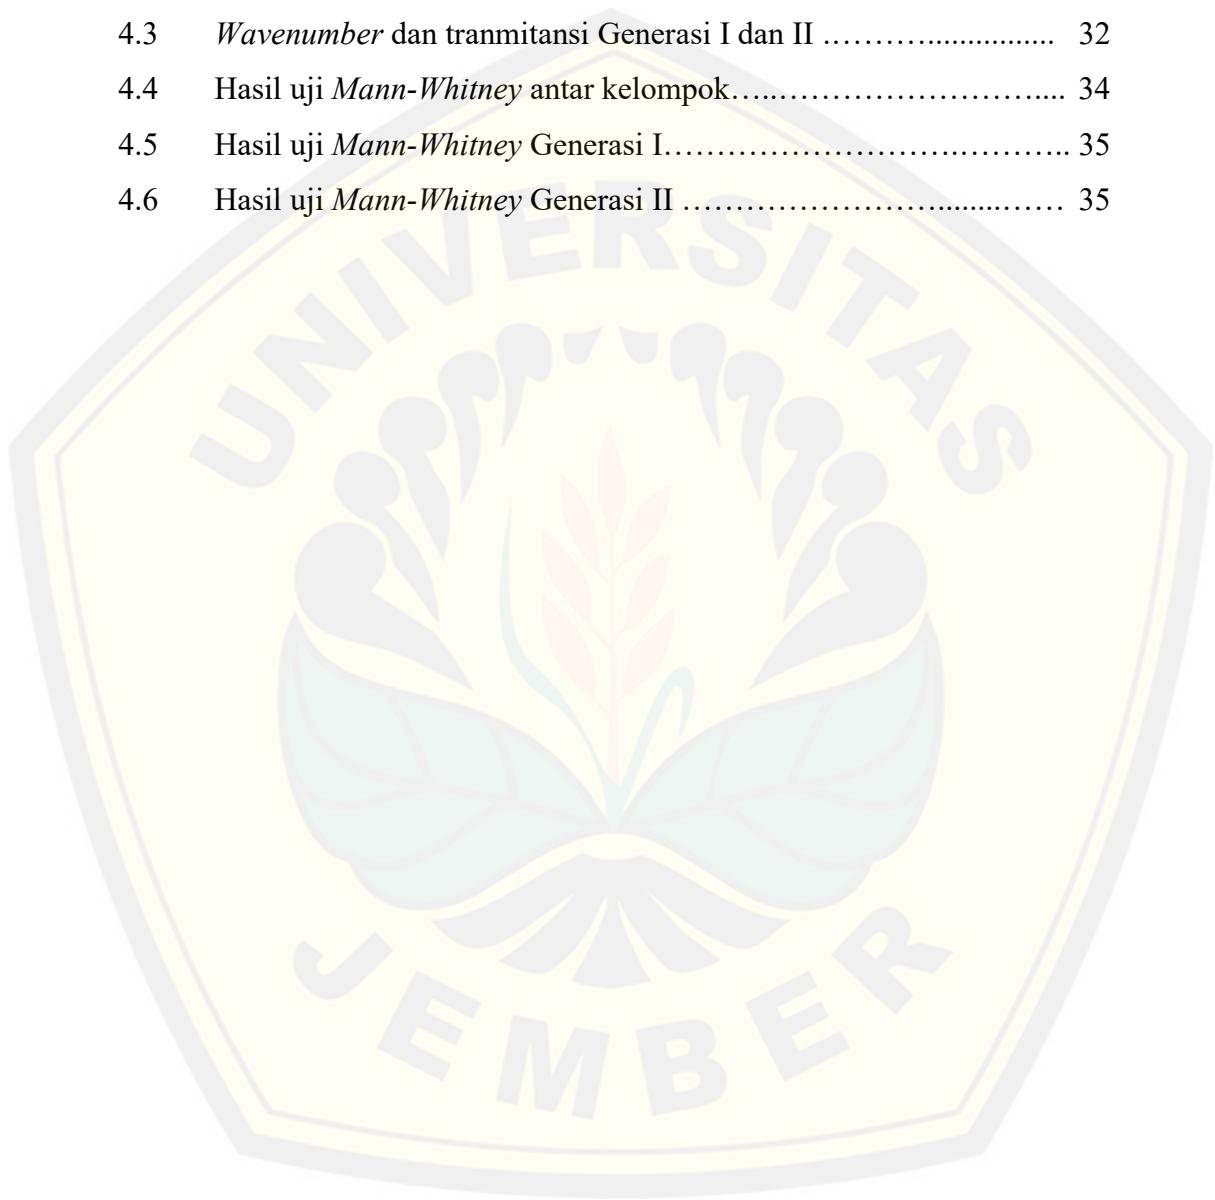 4.3 Wavenumber dan tranmitansi Generasi I dan II ………............... 32
4.4 Hasil uji Mann-Whitney antar kelompok…..……………………….... 34
4.5 Hasil uji Mann-Whitney Generasi I……………………….……….. 35
4.6 Hasil uji Mann-Whitney Generasi II …………………….......…… 35
UNIVERSITAS
JEMBER